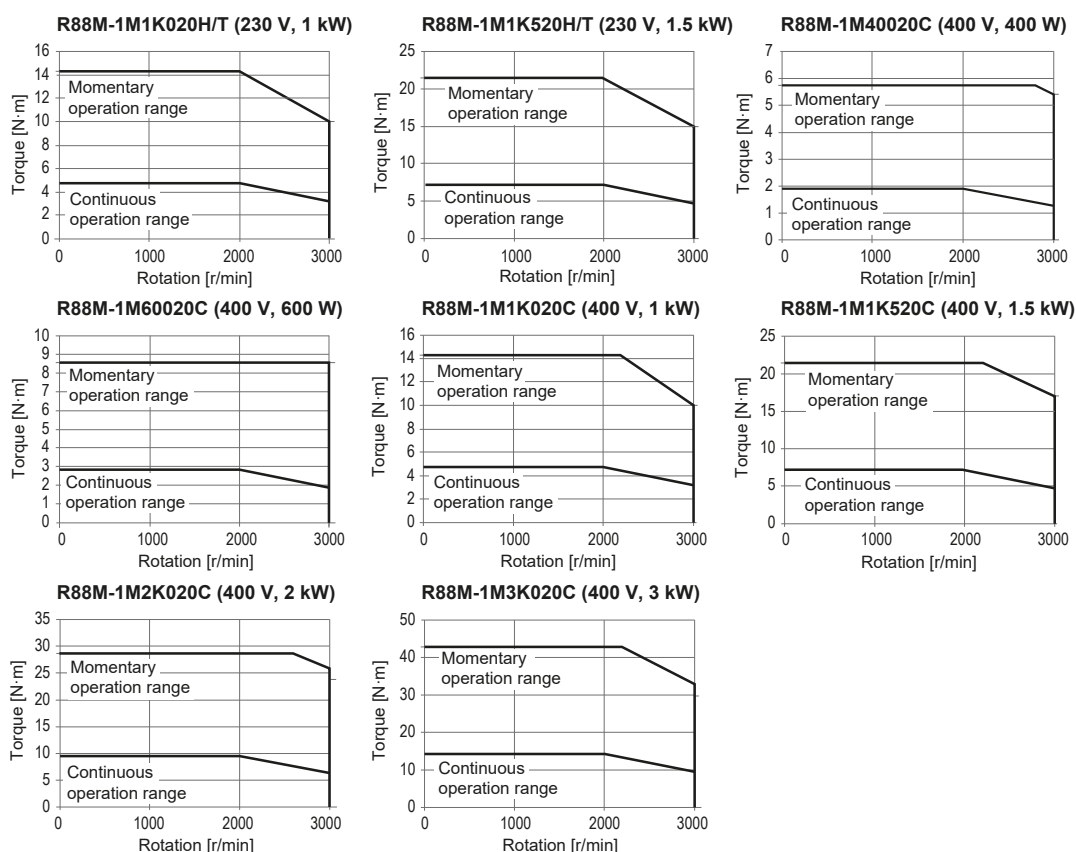 R88M-1M1K020H/T (230 V, 1 kW)
16
14
12
10
8
6
4
2
0
Torque [N·m]
Momentary
operation range
Continuous
operation range
0 1000 2000 3000
Rotation [r/min]
R88M-1M1K520H/T (230 V, 1.5 kW)
25
20
15
10
5
0
Torque [N·m]
Momentary
operation range
Continuous
operation range
0 1000 2000 3000
Rotation [r/min]
R88M-1M40020C (400 V, 400 W)
7
6
5
4
3
2
1
0
Torque [N·m]
Momentary
operation range
Continuous
operation range
0 1000 2000 3000
Rotation [r/min]
R88M-1M60020C (400 V, 600 W)
10
9
8
7
6
5
4
3
2
1
0
Torque [N·m]
Momentary
operation range
Continuous
operation range
0 1000 2000 3000
Rotation [r/min]
R88M-1M1K020C (400 V, 1 kW)
16
14
12
10
8
6
4
2
0
Torque [N·m]
Momentary
operation range
Continuous
operation range
0 1000 2000 3000
Rotation [r/min]
R88M-1M1K520C (400 V, 1.5 kW)
25
20
15
10
5
0
Torque [N·m]
Momentary
operation range
Continuous
operation range
0 1000 2000 3000
Rotation [r/min]
R88M-1M2K020C (400 V, 2 kW)
35
30
25
20
15
10
5
0
Torque [N·m]
Momentary
operation range
Continuous
operation range
0 1000 2000 3000
Rotation [r/min]
R88M-1M3K020C (400 V, 3 kW)
50
40
30
20
10
0
Torque [N·m]
Momentary
operation range
Continuous
operation range
0 1000 2000 3000
Rotation [r/min]